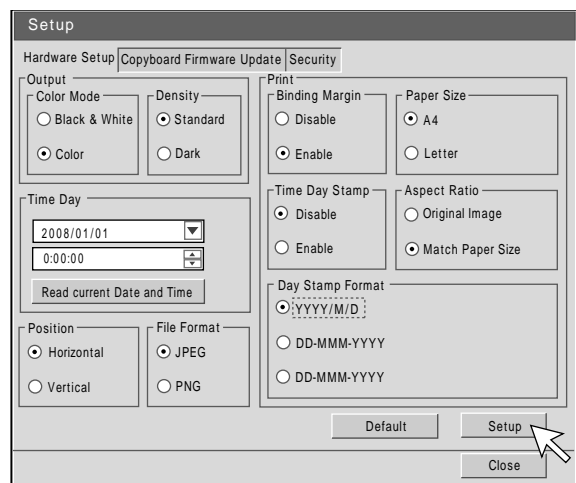 Setup
Hardware Setup Copyboard Firmware Update Security
Output
Color Mode
Black & White
Color
Density
Standard
Dark
Time Day
2008/01/01
0:00:00
Read current Date and Time
Position
Horizontal
Vertical
File Format
JPEG
PNG
Print
Binding Margin
Disable
Enable
Paper Size
A4
Letter
Time Day Stamp
Disable
Enable
Aspect Ratio
Original Image
Match Paper Size
Day Stamp Format
YYYY/M/D
DD-MMM-YYYY
DD-MMM-YYYY
Default
Setup
Close